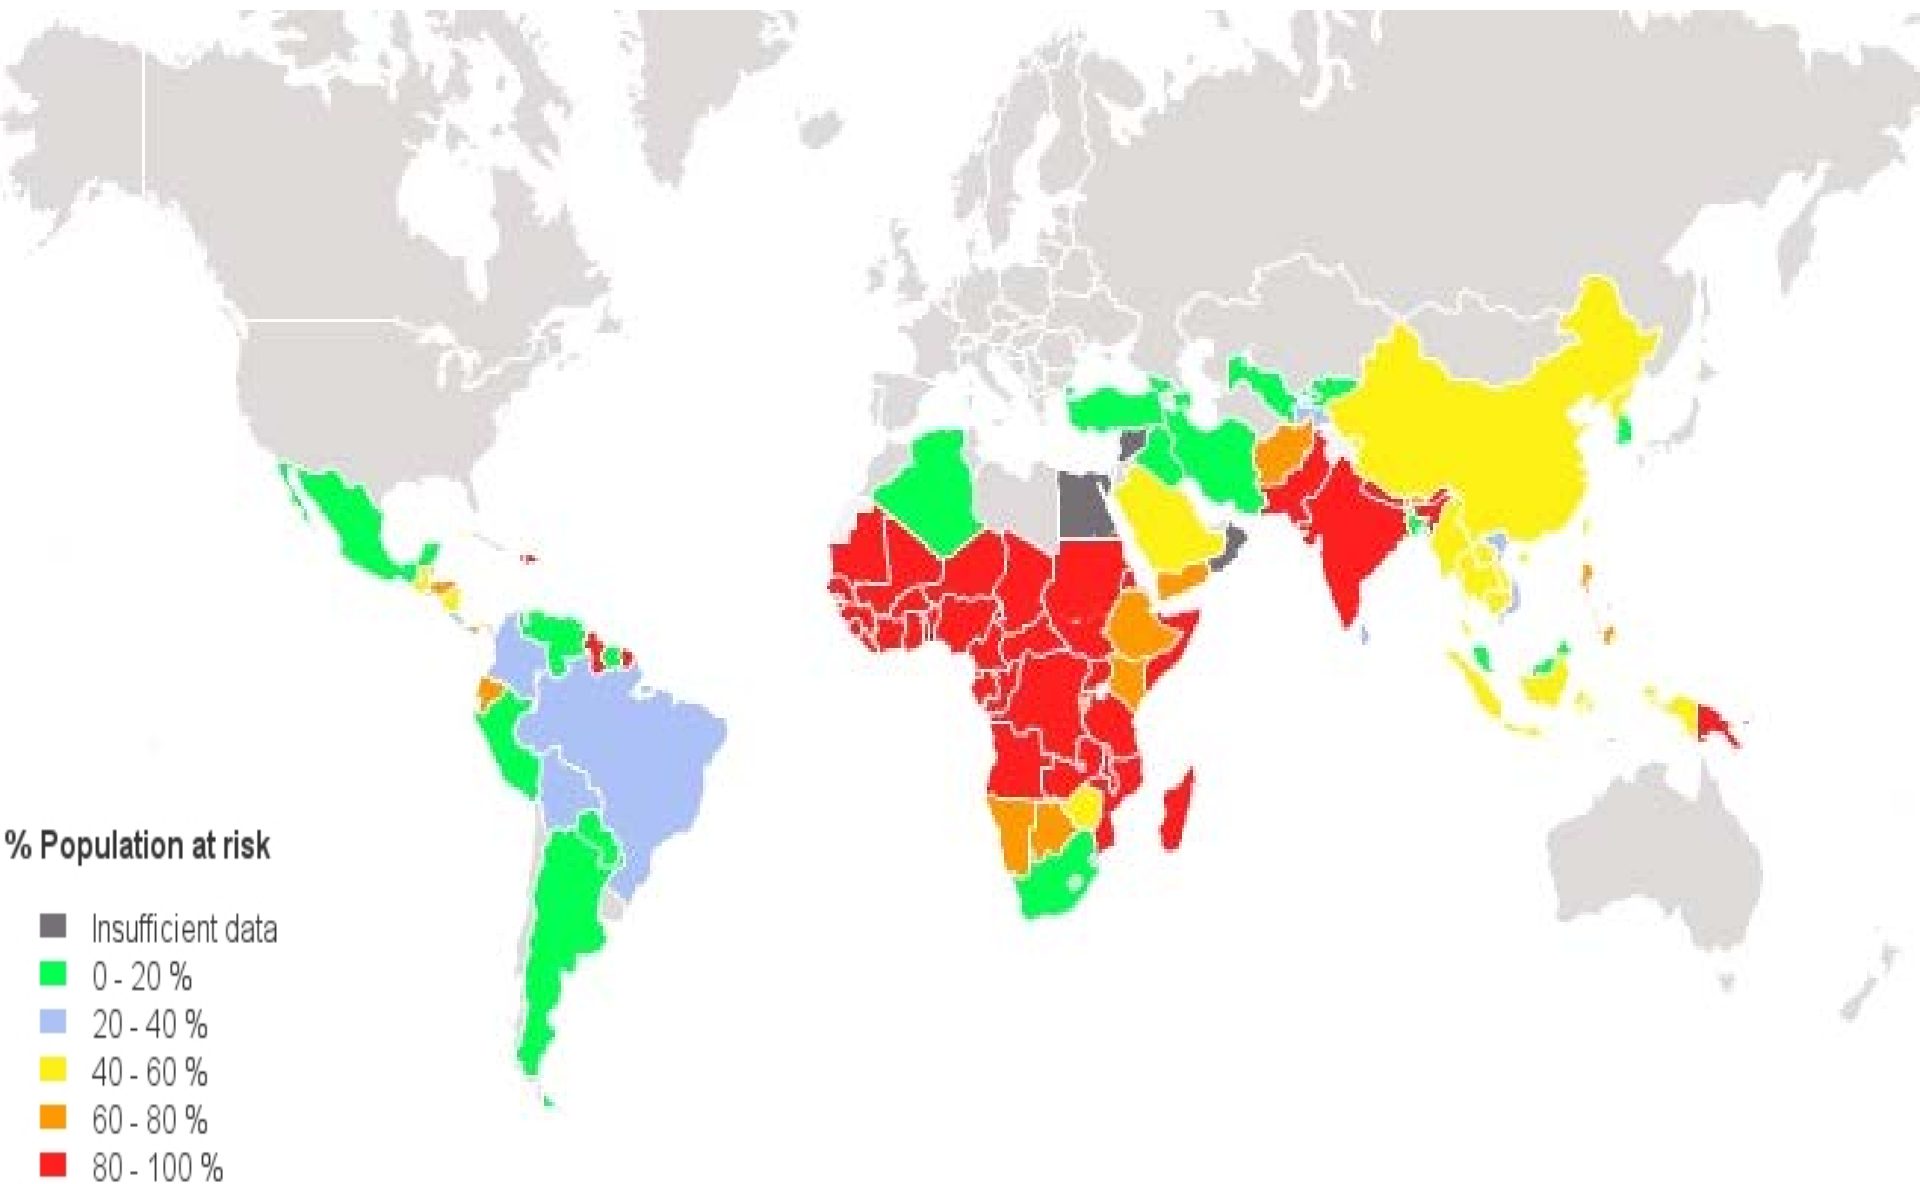 % Population at risk
Insufficient data
0 - 20 %
20 - 40 %
40 - 60 %
60 - 80 %
80 - 100 %